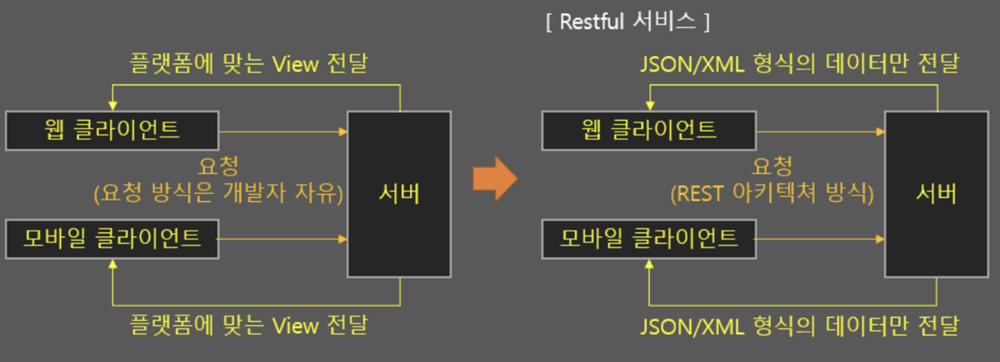 [ Restful 서비스 ]
플랫폼에 맞는 View 전달
웹 클라이언트
요청
(요청 방식은 개발자 자유)
서버
모바일 클라이언트
플랫폼에 맞는 View 전달
JSON/XML 형식의 데이터만 전달
웹 클라이언트
요청
(REST 아키텍쳐 방식)
서버
모바일 클라이언트
JSON/XML 형식의 데이터만 전달